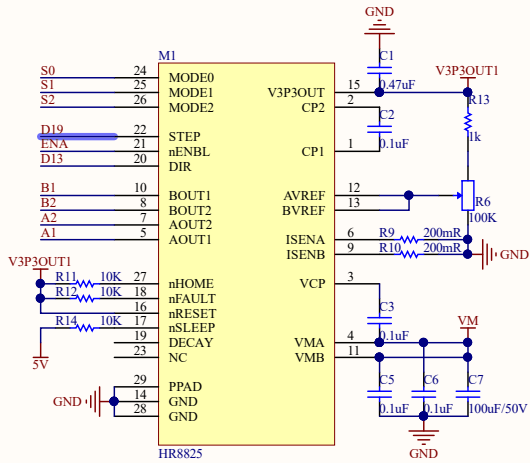 GND
M1
C1
0.47uF
V3P3OUT1
S0 24 MODE0
S1 25 MODE1 V3P3OUT 15
S2 26 MODE2 CP2 2
R13
1k
C2
0.1uF
D19 22 STEP
ENA 21 nENBL CP1 1
D13 20 DIR
B1 10 BOUT1 AVREF 12
B2 8 BOUT2 BVREF 13
R6
100K
A2 7 AOUT2
A1 5 AOUT1 ISENA 6 R9 200mR
ISENB 9 R10 200mR GND
V3P3OUT1
R11 10K 27 nHOME VCP 3
R12 10K 18 nFAULT
16 nRESET
C3
0.1uF
VM
R14 10K 17 nSLEEP
19 DECAY VMA 4
23 NC VMB 11
5V
29 PPAD
GND 14 GND
28 GND
C5 C6 C7
0.1uF 0.1uF 100uF/50V
HR8825 GND